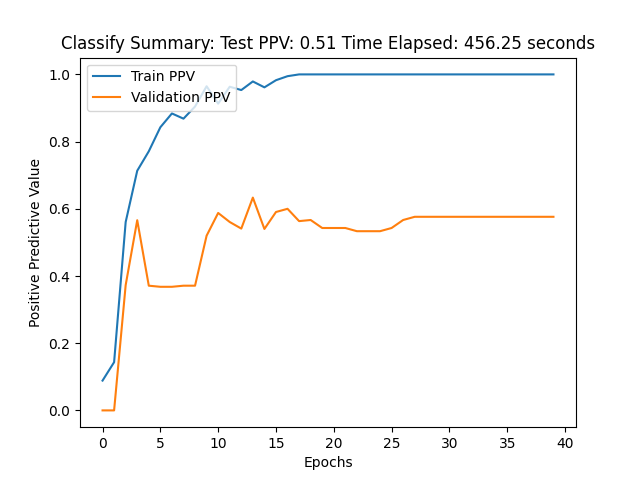 Classify Summary: Test PPV: 0.51 Time Elapsed: 456.25 seconds
Train PPV
Validation PPV
Positive Predictive Value
1.0
0.8
0.6
0.4
0.2
0.0
0 5 10 15 20 25 30 35 40
Epochs